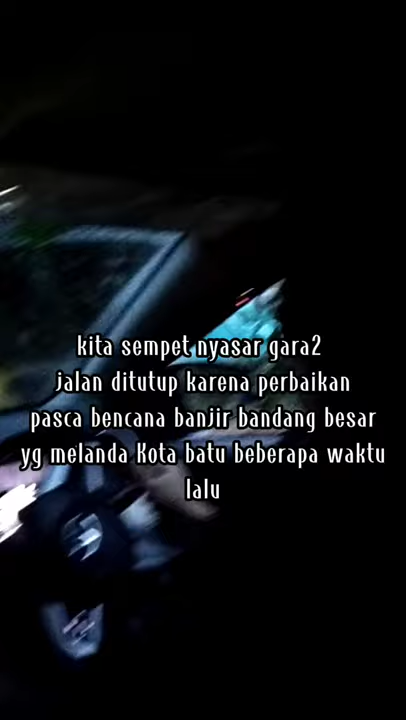 kita sempet nyasar gara2
jalan ditutup karena perbaikan
pasca bencana banjir bandang besar
yg melanda Kota batu beberapa waktu
lalu